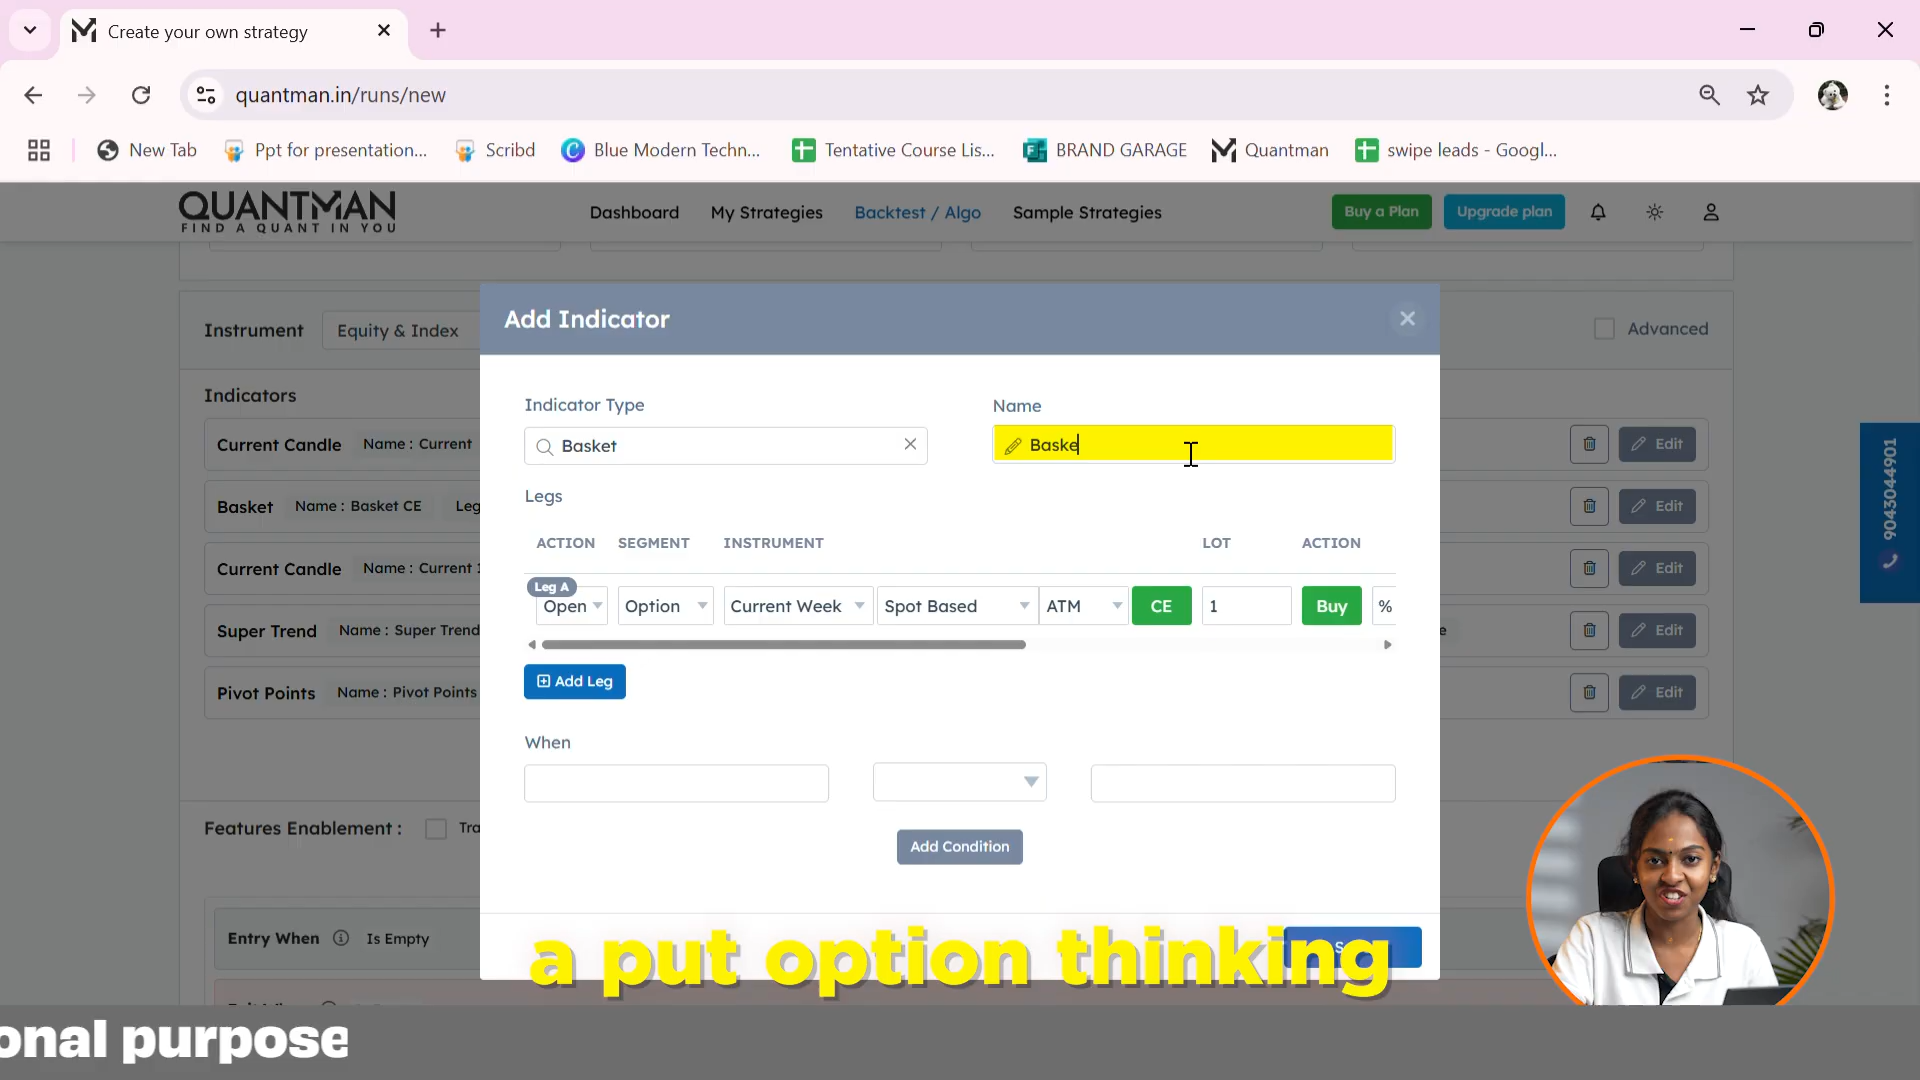 Create your own strategy
quantman.in/runs/new
New Tab
Ppt for presentation...
Scribd
Blue Modern Techn...
Tentative Course Lis...
BRAND GARAGE
Quantman
swipe leads - Googl...
QUANTMAN
FIND A QUANT IN YOU
Dashboard
My Strategies
Backtest / Algo
Sample Strategies
Buy a Plan
Upgrade plan
Instrument
Equity & Index
Advanced
Indicators
Current Candle Name : Current
Edit
Basket Name : Basket CE Leg
Edit
Current Candle Name : Current 1
Edit
Super Trend Name : Super Trend
e
Edit
Pivot Points Name : Pivot Points
Edit
9043044901
Add Indicator
Indicator Type
Name
Basket
Baske
Legs
ACTION SEGMENT INSTRUMENT LOT ACTION
Leg A
Open Option Current Week Spot Based ATM CE 1 Buy %
Add Leg
When
Add Condition
Features Enablement : Tra
Entry When Is Empty
a put option thinking
onal purpose